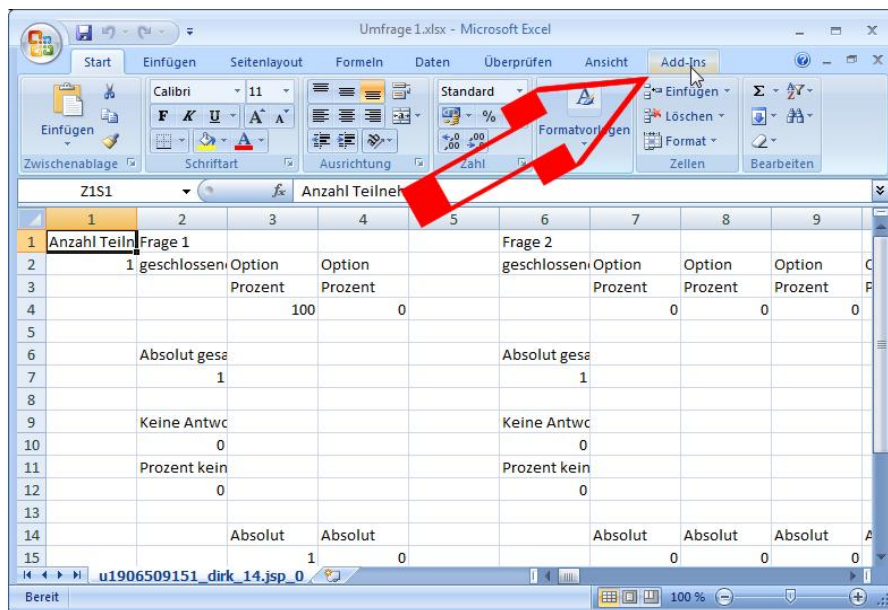 Umfrage 1.xlsx - Microsoft Excel
Start Einfügen Seitenlayout Formeln Daten Überprüfen Ansicht Add-Ins
Calibri 11 Standard Einfügen Σ
Einfügen F K U A A % A Löschen
A Formatvorlagen Format
Zwischenablage Schriftart Ausrichtung Zahl Zellen Bearbeiten
Z1S1 fx Anzahl Teilneh
1 2 3 4 5 6 7 8 9
1 Anzahl Teiln Frage 1 Frage 2
2 1 geschlossen Option Option geschlossen Option Option Option
3 Prozent Prozent Prozent Prozent Prozent
4 100 0 0 0 0
5
6 Absolut gesa Absolut gesa
7 1 1
8
9 Keine Antwo Keine Antwo
10 0 0
11 Prozent kein Prozent kein
12 0 0
13
14 Absolut Absolut Absolut Absolut Absolut
15 1 0 0 0 0
u1906509151_dirk_14.jsp_0
Bereit 100 %